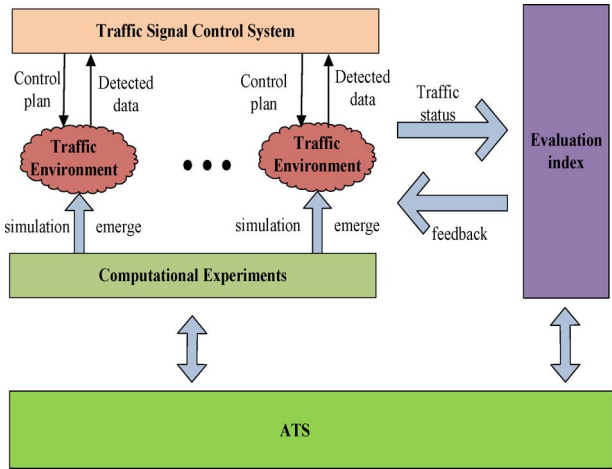 Traffic Signal Control System
Control
plan
Detected
data
Control
plan
Detected
data
Traffic
status
Traffic
Environment
Traffic
Environment
Evaluation
index
simulation
emerge
simulation
emerge
feedback
Computational Experiments
ATS